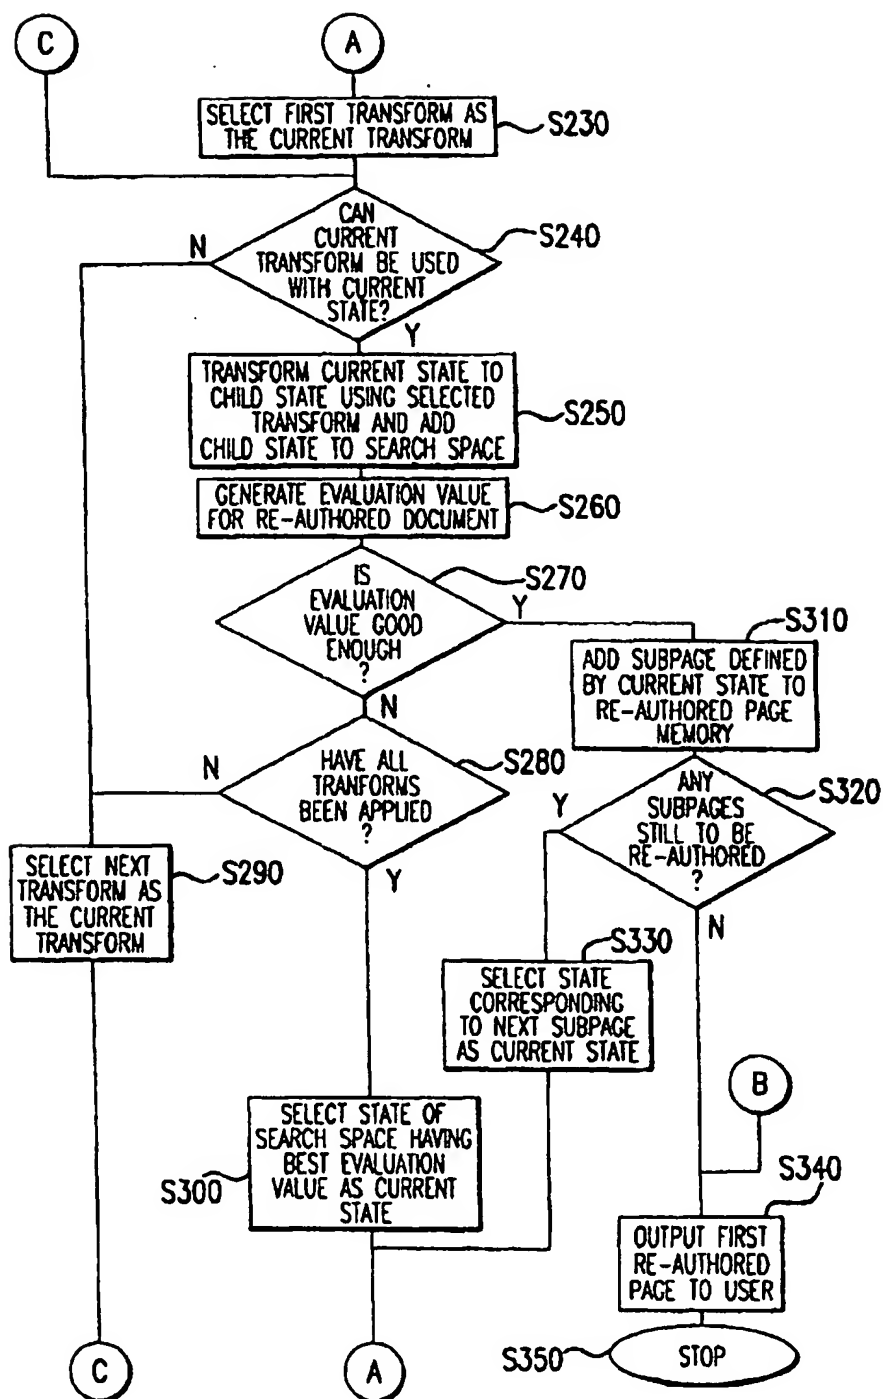 C
A
SELECT FIRST TRANSFORM AS
THE CURRENT TRANSFORM
S230
CAN
CURRENT
TRANSFORM BE USED
WITH CURRENT
STATE?
S240
N
Y
TRANSFORM CURRENT STATE TO
CHILD STATE USING SELECTED
TRANSFORM AND ADD
CHILD STATE TO SEARCH SPACE
S250
GENERATE EVALUATION VALUE
FOR RE-AUTHORED DOCUMENT
S260
IS
EVALUATION
VALUE GOOD
ENOUGH
?
S270
Y
N
S310
ADD SUBPAGE DEFINED
BY CURRENT STATE TO
RE-AUTHORED PAGE
MEMORY
HAVE ALL
TRANFORMS
BEEN APPLIED
?
S280
N
Y
ANY
SUBPAGES
STILL TO BE
RE-AUTHORED
?
S320
Y
N
SELECT NEXT
TRANSFORM AS
THE CURRENT
TRANSFORM
S290
S330
SELECT STATE
CORRESPONDING
TO NEXT SUBPAGE
AS CURRENT STATE
B
SELECT STATE OF
SEARCH SPACE HAVING
BEST EVALUATION
VALUE AS CURRENT
STATE
S300
S340
OUTPUT FIRST
RE-AUTHORED
PAGE TO USER
S350
STOP
C
A